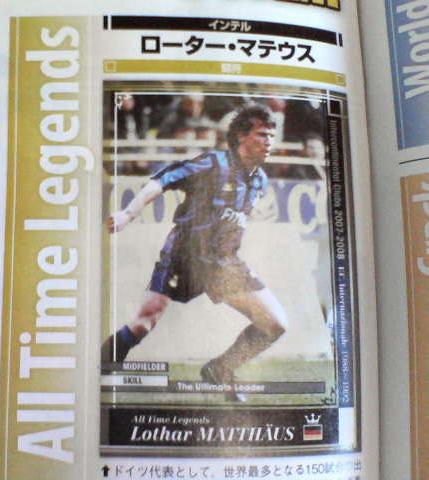 All Time Legends
インテル
ローター・マテウス
Intercontinental Clubs 2007-2008 F.C. Internazionale 1988-1992
MIDFIELDER
SKILL
The Ultimate Leader
All Time Legends
Lothar MATTHÄUS
⬆ドイツ代表として、世界最多となる150試合
World